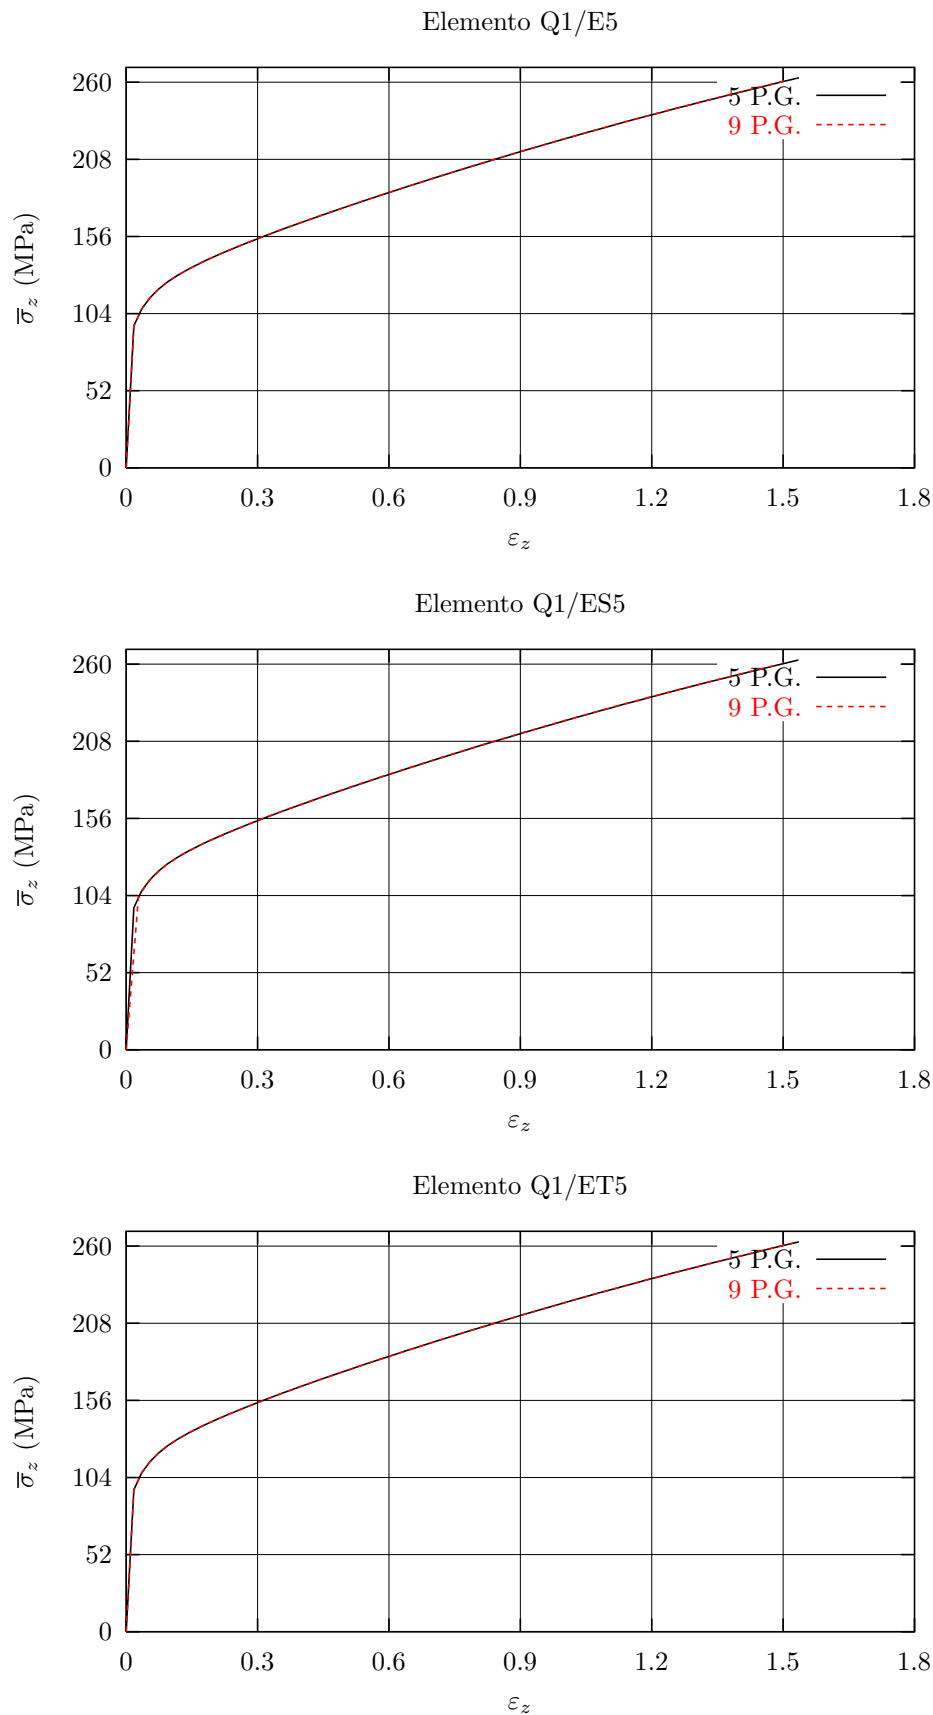 Elemento Q1/E5
260
208
156
104
52
0
σ̅z (MPa)
5 P.G.
9 P.G.
0 0.3 0.6 0.9 1.2 1.5 1.8
εz
Elemento Q1/ES5
260
208
156
104
52
0
σ̅z (MPa)
5 P.G.
9 P.G.
0 0.3 0.6 0.9 1.2 1.5 1.8
εz
Elemento Q1/ET5
260
208
156
104
52
0
σ̅z (MPa)
5 P.G.
9 P.G.
0 0.3 0.6 0.9 1.2 1.5 1.8
εz